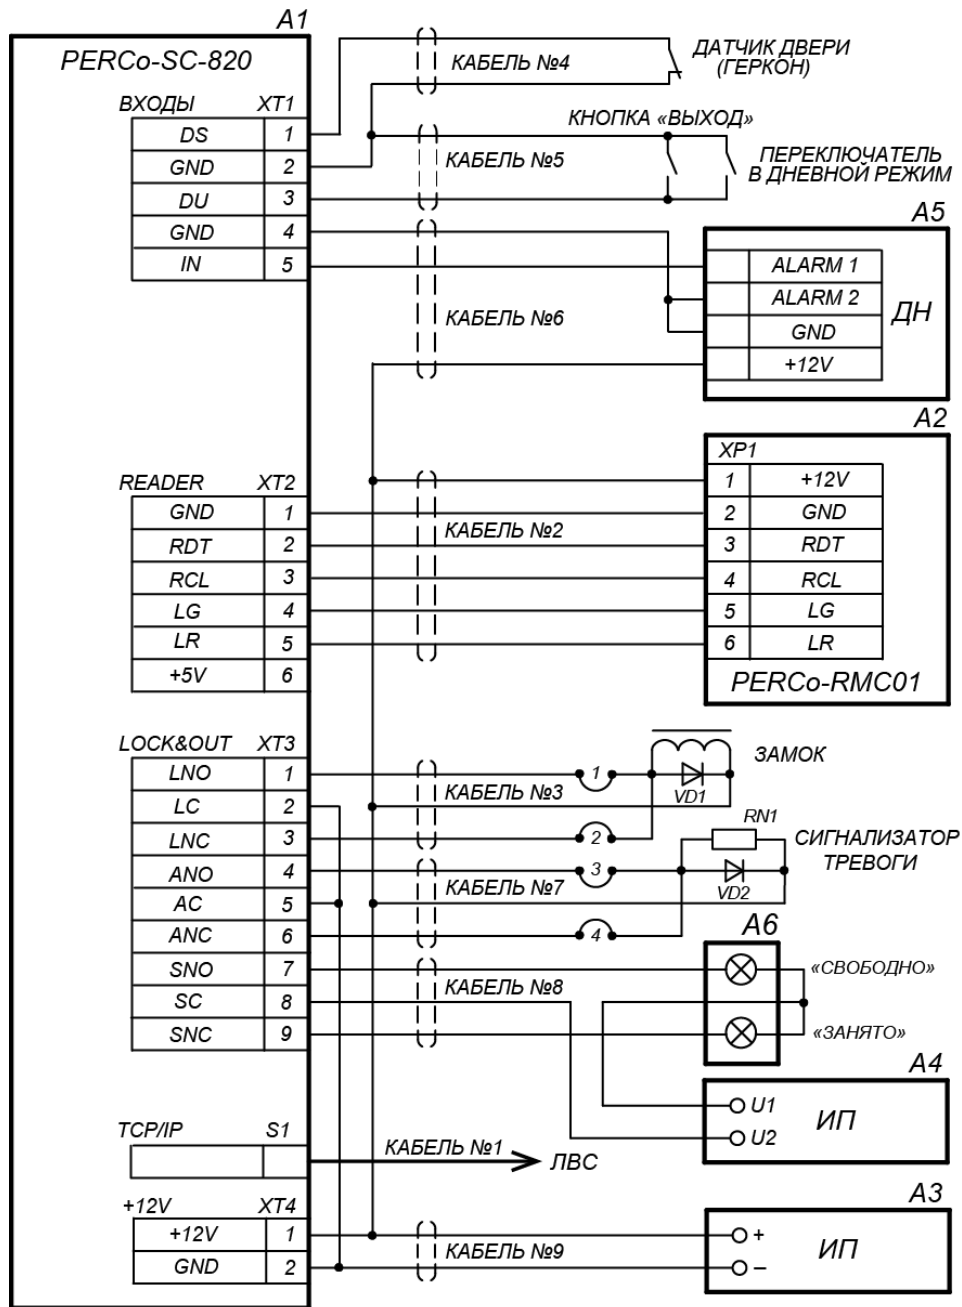 A1
PERCo-SC-820
ВХОДЫ XT1
DS 1
GND 2
DU 3
GND 4
IN 5
КАБЕЛЬ №4
ДАТЧИК ДВЕРИ
(ГЕРКОН)
КНОПКА «ВЫХОД»
КАБЕЛЬ №5
ПЕРЕКЛЮЧАТЕЛЬ
В ДНЕВНОЙ РЕЖИМ
A5
ALARM 1
ALARM 2
GND
+12V
ДН
КАБЕЛЬ №6
A2
XP1
1 +12V
2 GND
3 RDT
4 RCL
5 LG
6 LR
PERCo-RMC01
READER XT2
GND 1
RDT 2
RCL 3
LG 4
LR 5
+5V 6
КАБЕЛЬ №2
LOCK&OUT XT3
LNO 1
LC 2
LNC 3
ANO 4
AC 5
ANC 6
SNO 7
SC 8
SNC 9
КАБЕЛЬ №3
1
VD1
ЗАМОК
2
RN1
СИГНАЛИЗАТОР
ТРЕВОГИ
3
КАБЕЛЬ №7
VD2
4
A6
«СВОБОДНО»
КАБЕЛЬ №8
«ЗАНЯТО»
A4
U1
U2
ИП
TCP/IP S1
КАБЕЛЬ №1
ЛВС
+12V XT4
+12V 1
GND 2
КАБЕЛЬ №9
A3
+
–
ИП